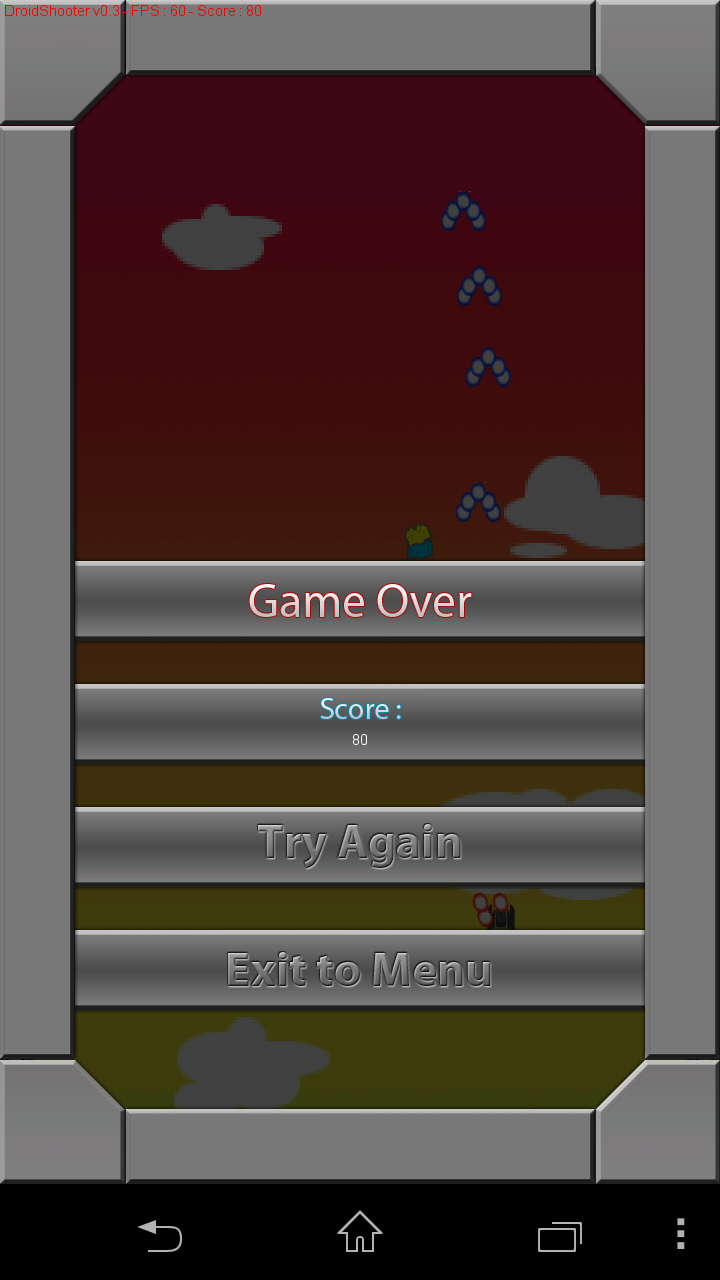 DroidShooter v0.3 - FPS : 60 - Score : 80
Game Over
Score :
80
Try Again
Exit to Menu